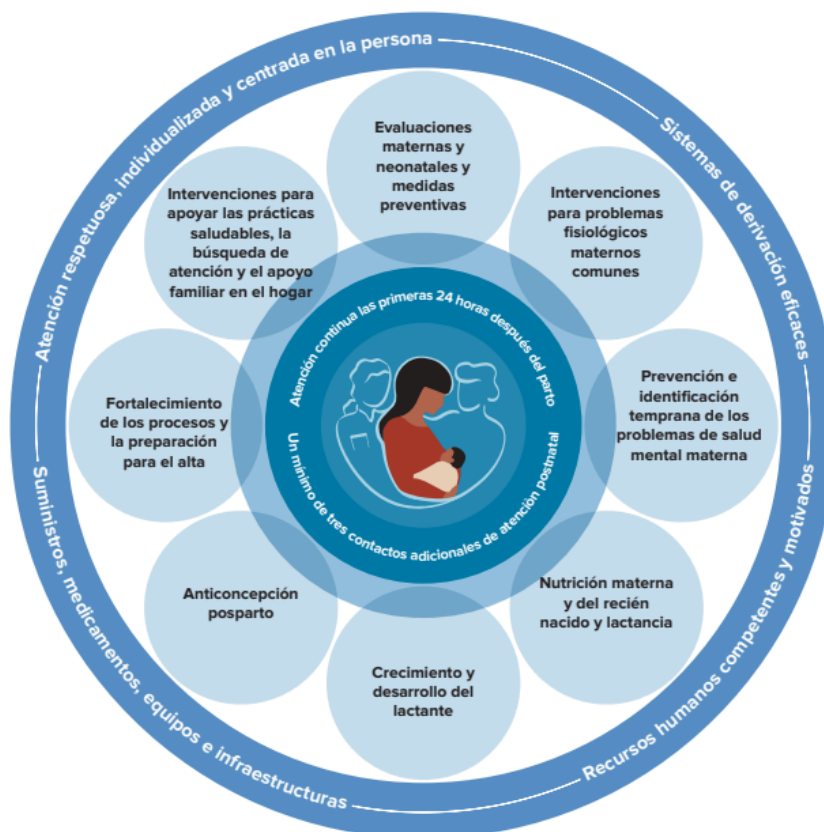 Atención respetuosa, individualizada y centrada en la persona
Sistemas de derivación eficaces
Evaluaciones
maternas y
neonatales y
medidas
preventivas
Intervenciones
para problemas
fisiológicos
maternos
comunes
Prevención e
identificación
temprana de los
problemas de salud
mental materna
Nutrición materna
y del recién
nacido y lactancia
Crecimiento y
desarrollo del
lactante
Anticoncepción
posparto
Fortalecimiento
de los procesos y
la preparación
para el alta
Intervenciones para
apoyar las prácticas
saludables, la
búsqueda de
atención y el apoyo
familiar en el hogar
Atención continua las primeras 24 horas después del parto
Un mínimo de tres contactos adicionales de atención postnatal
Suministros, medicamentos, equipos e infraestructuras
Recursos humanos competentes y motivados